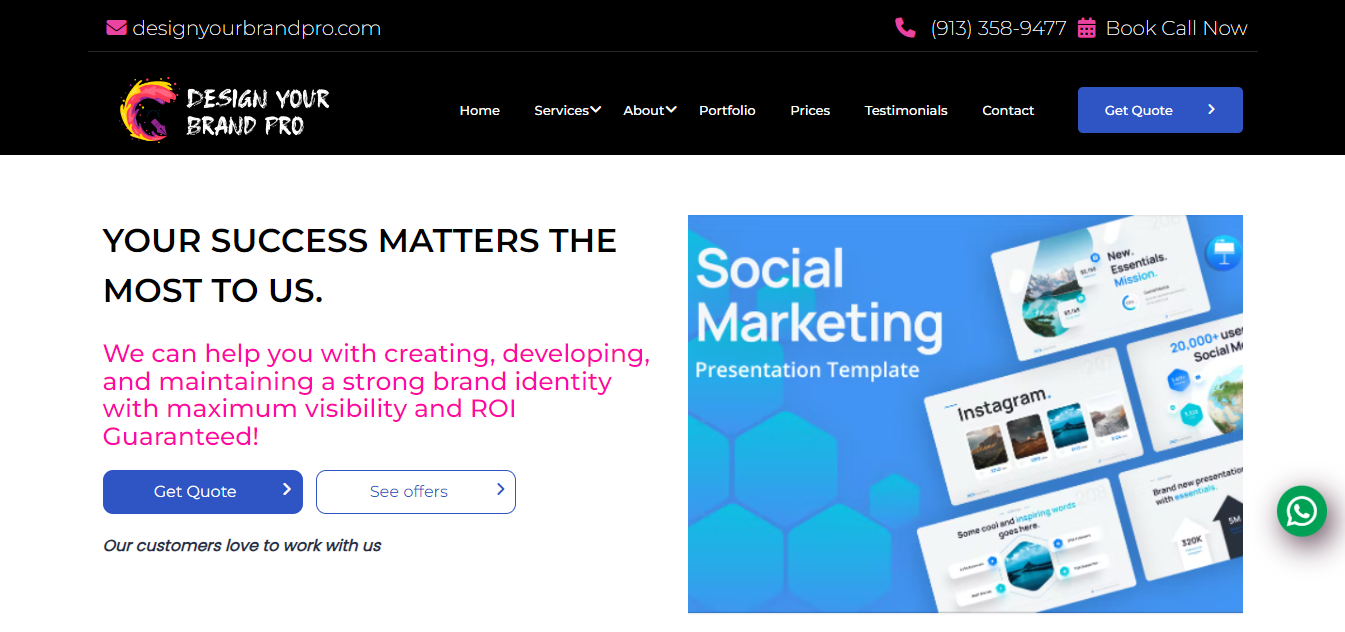 designyourbrandpro.com
(913) 358-9477 Book Call Now
DESIGN YOUR
BRAND PRO
Home Services About Portfolio Prices Testimonials Contact
Get Quote
YOUR SUCCESS MATTERS THE
MOST TO US.
We can help you with creating, developing,
and maintaining a strong brand identity
with maximum visibility and ROI
Guaranteed!
Get Quote
See offers
Our customers love to work with us
Social
Marketing
Presentation Template
New.
Essentials.
Mission.
20,000+
Social
Instagram.
Brand new presentation
with essentials.
320K
5M
Some cool and inspiring words
goes here.